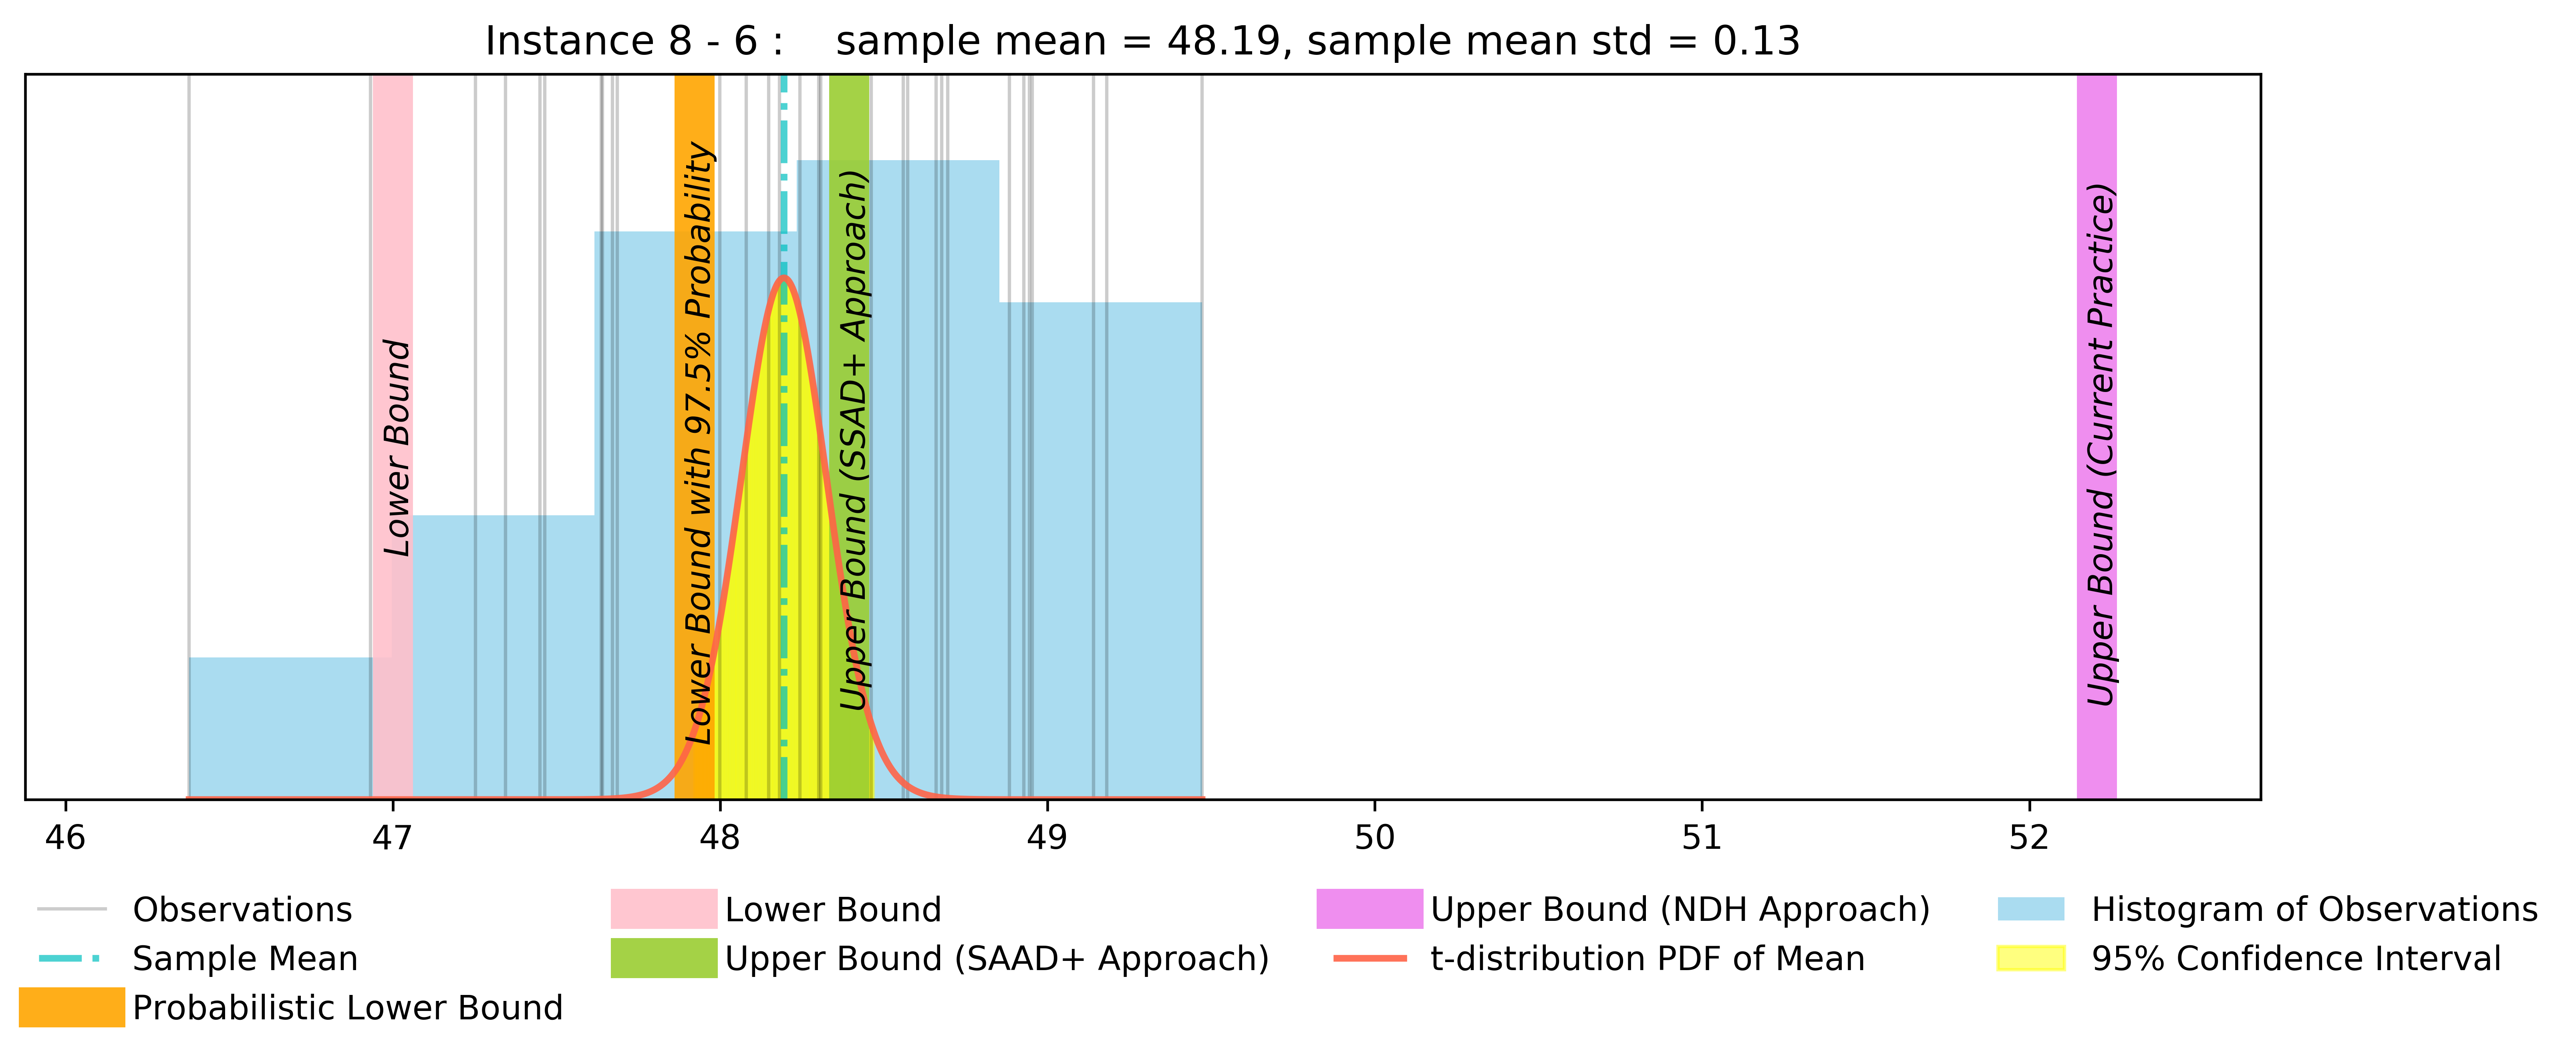 Instance 8 - 6 :    sample mean = 48.19, sample mean std = 0.13
Lower Bound
Lower Bound with 97.5% Probability
Upper Bound (SSAD+ Approach)
Upper Bound (Current Practice)
46 47 48 49 50 51 52
Observations
Sample Mean
Probabilistic Lower Bound
Lower Bound
Upper Bound (SAAD+ Approach)
Upper Bound (NDH Approach)
t-distribution PDF of Mean
Histogram of Observations
95% Confidence Interval